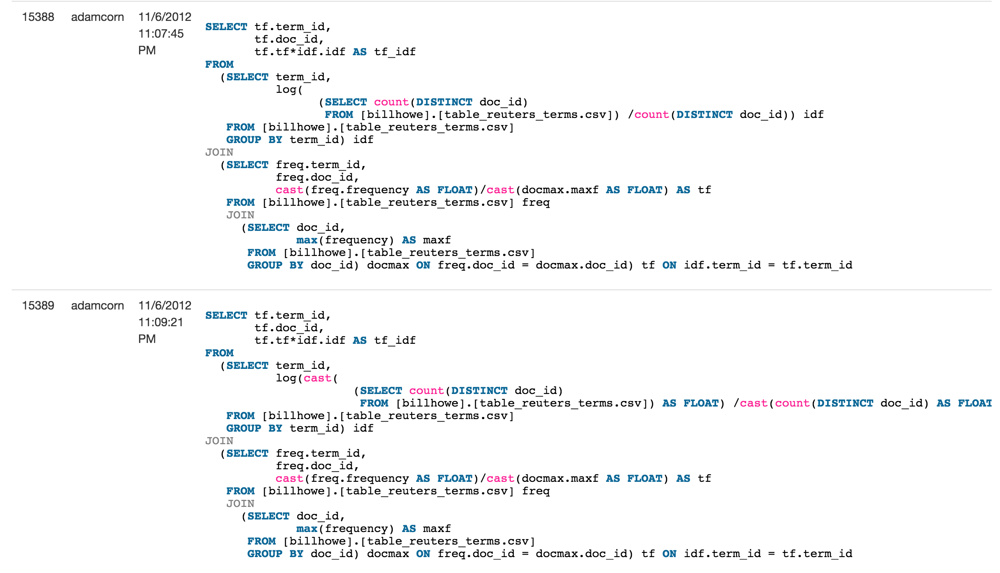 15388 adamcorn 11/6/2012
11:07:45
PM
SELECT tf.term_id,
tf.doc_id,
tf.tf*idf.idf AS tf_idf
FROM
(SELECT term_id,
log(
(SELECT count(DISTINCT doc_id)
FROM [billhowe].[table_reuters_terms.csv]) /count(DISTINCT doc_id)) idf
FROM [billhowe].[table_reuters_terms.csv]
GROUP BY term_id) idf
JOIN
(SELECT freq.term_id,
freq.doc_id,
cast(freq.frequency AS FLOAT)/cast(docmax.maxf AS FLOAT) AS tf
FROM [billhowe].[table_reuters_terms.csv] freq
JOIN
(SELECT doc_id,
max(frequency) AS maxf
FROM [billhowe].[table_reuters_terms.csv]
GROUP BY doc_id) docmax ON freq.doc_id = docmax.doc_id) tf ON idf.term_id = tf.term_id
15389 adamcorn 11/6/2012
11:09:21
PM
SELECT tf.term_id,
tf.doc_id,
tf.tf*idf.idf AS tf_idf
FROM
(SELECT term_id,
log(cast(
(SELECT count(DISTINCT doc_id)
FROM [billhowe].[table_reuters_terms.csv]) AS FLOAT) /cast(count(DISTINCT doc_id) AS FLOAT
FROM [billhowe].[table_reuters_terms.csv]
GROUP BY term_id) idf
JOIN
(SELECT freq.term_id,
freq.doc_id,
cast(freq.frequency AS FLOAT)/cast(docmax.maxf AS FLOAT) AS tf
FROM [billhowe].[table_reuters_terms.csv] freq
JOIN
(SELECT doc_id,
max(frequency) AS maxf
FROM [billhowe].[table_reuters_terms.csv]
GROUP BY doc_id) docmax ON freq.doc_id = docmax.doc_id) tf ON idf.term_id = tf.term_id